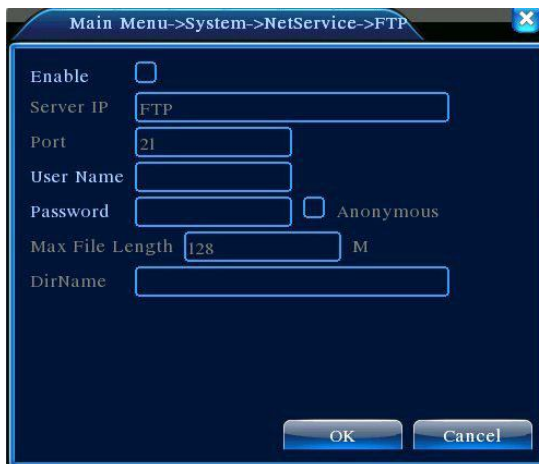 Main Menu->System->NetService->FTP
Enable
Server IP FTP
Port 21
User Name
Password Anonymous
Max File Length 128 M
DirName
OK Cancel